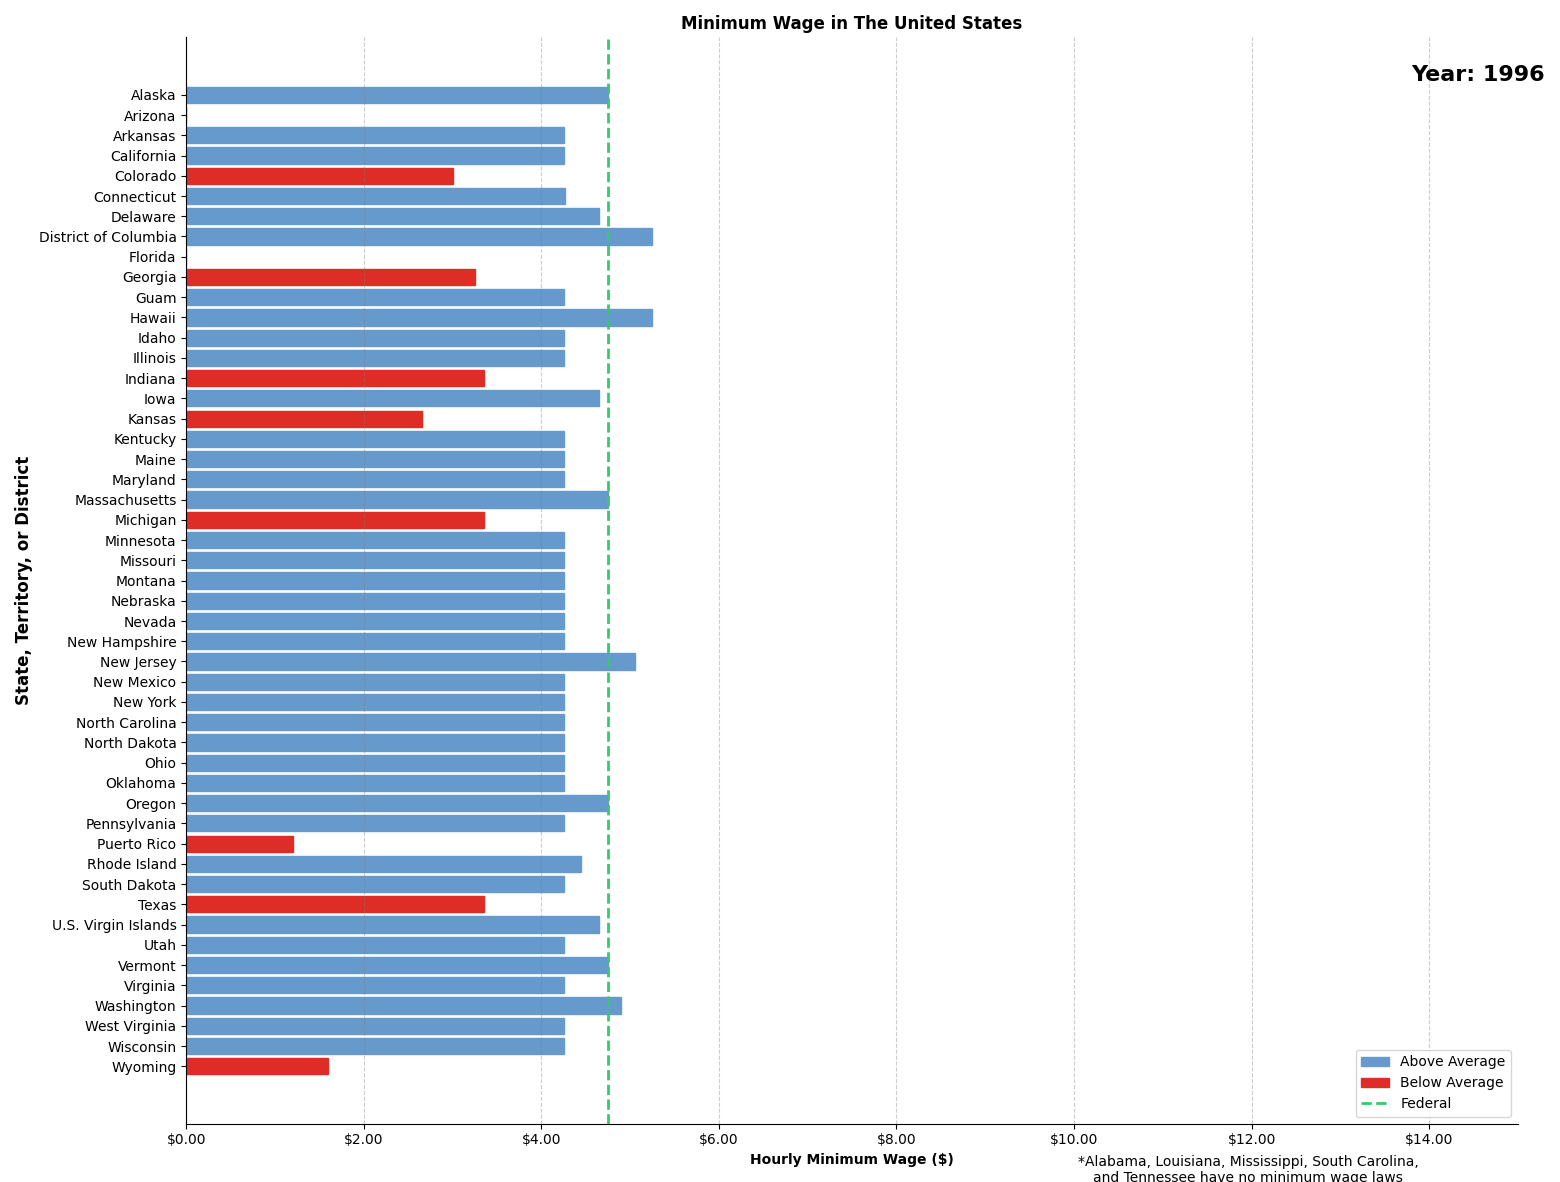 Minimum Wage in The United States
Year: 1996
State, Territory, or District
Alaska
Arizona
Arkansas
California
Colorado
Connecticut
Delaware
District of Columbia
Florida
Georgia
Guam
Hawaii
Idaho
Illinois
Indiana
Iowa
Kansas
Kentucky
Maine
Maryland
Massachusetts
Michigan
Minnesota
Missouri
Montana
Nebraska
Nevada
New Hampshire
New Jersey
New Mexico
New York
North Carolina
North Dakota
Ohio
Oklahoma
Oregon
Pennsylvania
Puerto Rico
Rhode Island
South Dakota
Texas
U.S. Virgin Islands
Utah
Vermont
Virginia
Washington
West Virginia
Wisconsin
Wyoming
Above Average
Below Average
Federal
$0.00 $2.00 $4.00 $6.00 $8.00 $10.00 $12.00 $14.00
Hourly Minimum Wage ($)
*Alabama, Louisiana, Mississippi, South Carolina,
and Tennessee have no minimum wage laws